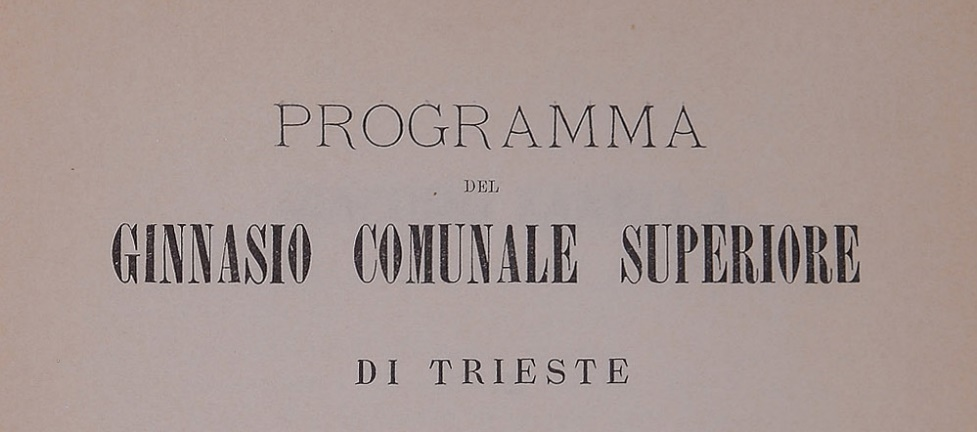 PROGRAMMA
DEL
GINNASIO COMUNALE SUPERIORE
DI TRIESTE